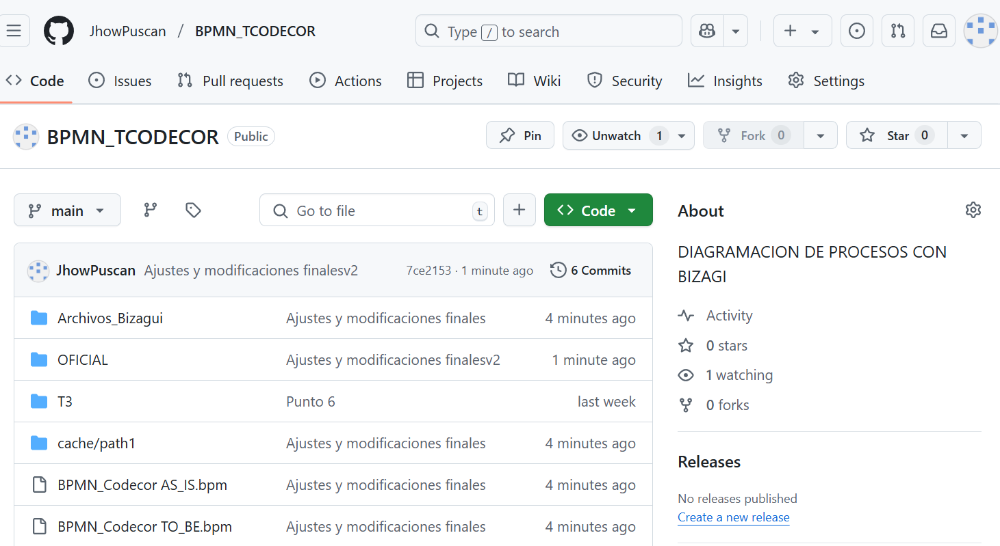 JhowPuscan / BPMN_TCODECOR
Type / to search
Code Issues Pull requests Actions Projects Wiki Security Insights Settings
BPMN_TCODECOR Public
Pin Unwatch 1 Fork 0 Star 0
main Go to file t + Code
About
DIAGRAMACION DE PROCESOS CON
BIZAGI
JhowPuscan Ajustes y modificaciones finalesv2 7ce2153 · 1 minute ago 6 Commits
Archivos_Bizagui Ajustes y modificaciones finales 4 minutes ago
OFICIAL Ajustes y modificaciones finalesv2 1 minute ago
T3 Punto 6 last week
cache/path1 Ajustes y modificaciones finales 4 minutes ago
BPMN_Codecor AS_IS.bpm Ajustes y modificaciones finales 4 minutes ago
BPMN_Codecor TO_BE.bpm Ajustes y modificaciones finales 4 minutes ago
Activity
0 stars
1 watching
0 forks
Releases
No releases published
Create a new release